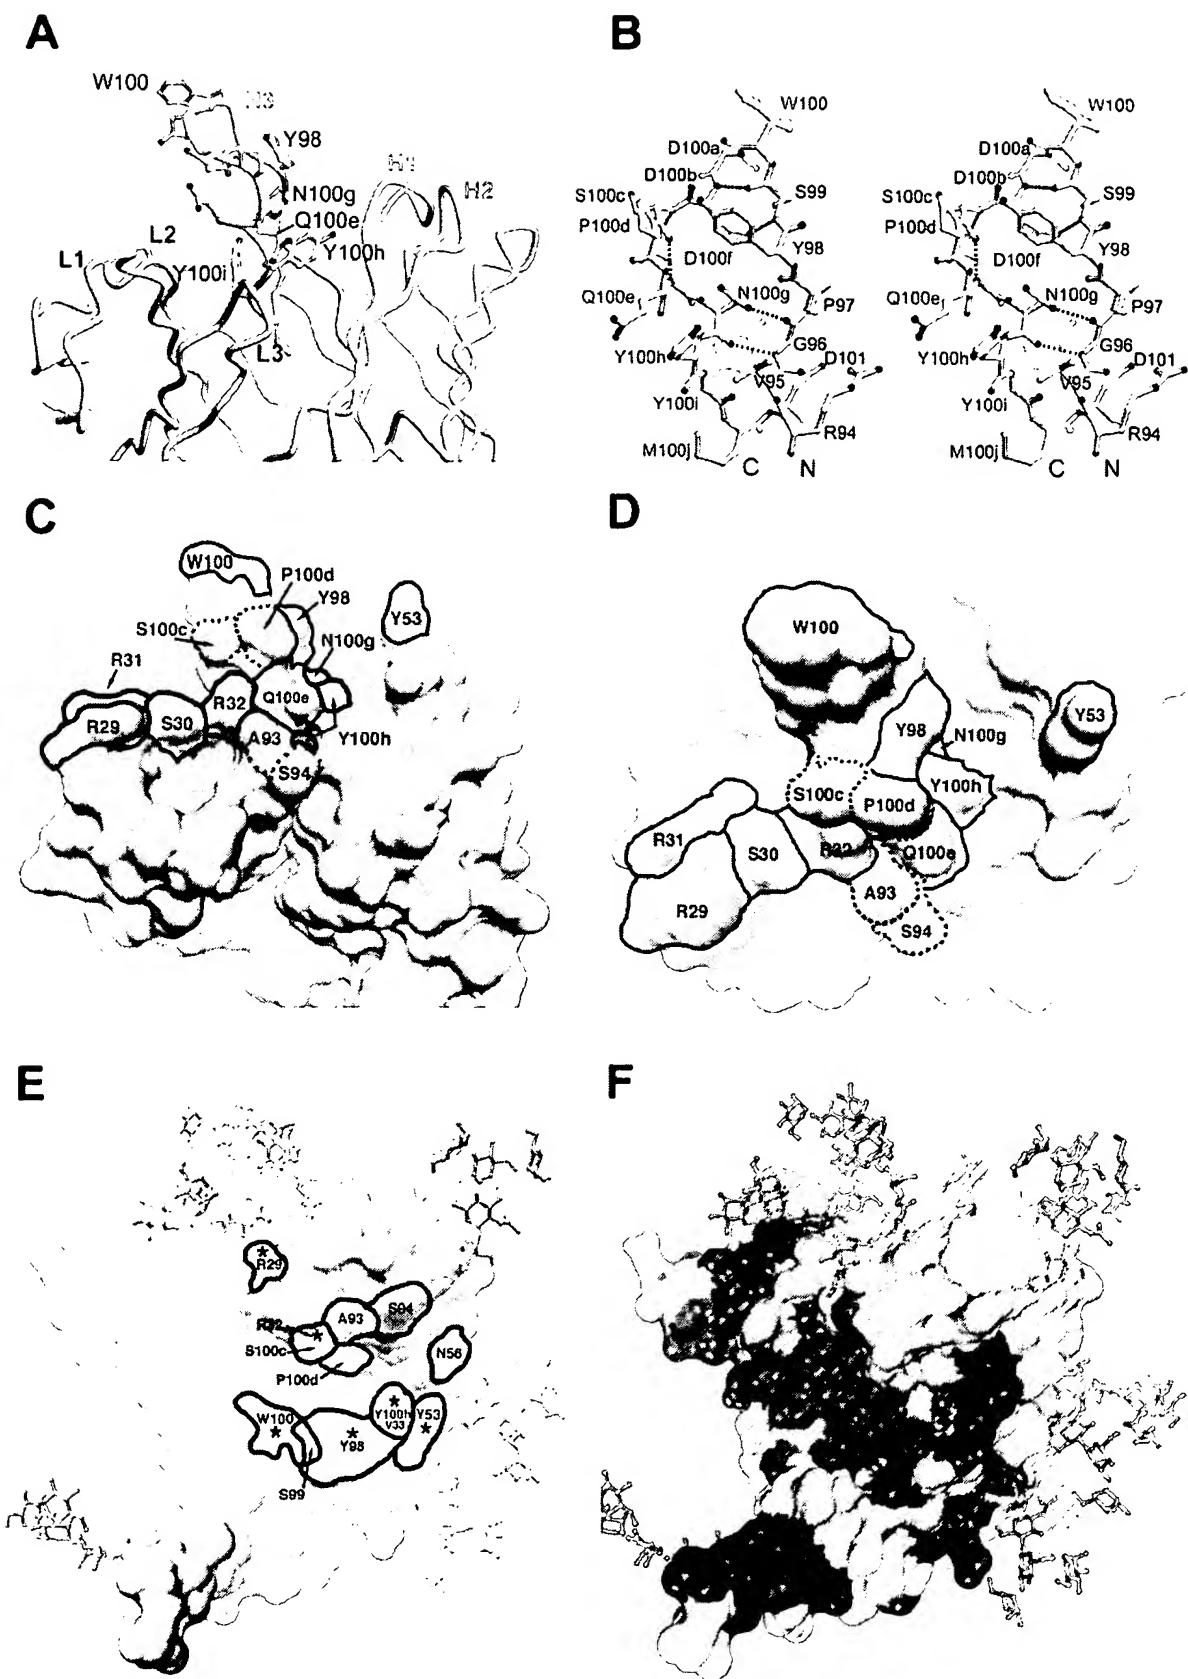 A
W100
H3
Y98
H1
H2
N100g
Q100e
L2
L1
Y100i
Y100h
L3
B
W100
D100a
D100b
S100c
S99
P100d
Y98
D100f
N100g
Q100e
P97
G96
Y100h
D101
V95
Y100i
R94
M100j
C N
W100
D100a
D100b
S100c
S99
P100d
Y98
D100f
N100g
Q100e
P97
G96
Y100h
D101
V95
Y100i
R94
M100j
C N
C
W100
P100d
Y98
Y53
S100c
N100g
R31
R32
Q100e
R29
S30
A93
Y100h
S94
D
W100
Y53
Y98
N100g
Y100h
S100c
P100d
R31
S30
R32
Q100e
A93
R29
S94
E
* R29
S94
A93
R32
*
S100c
N56
P100d
W100
*
*
Y100h
V33
Y53
*
*
Y98
S99
F